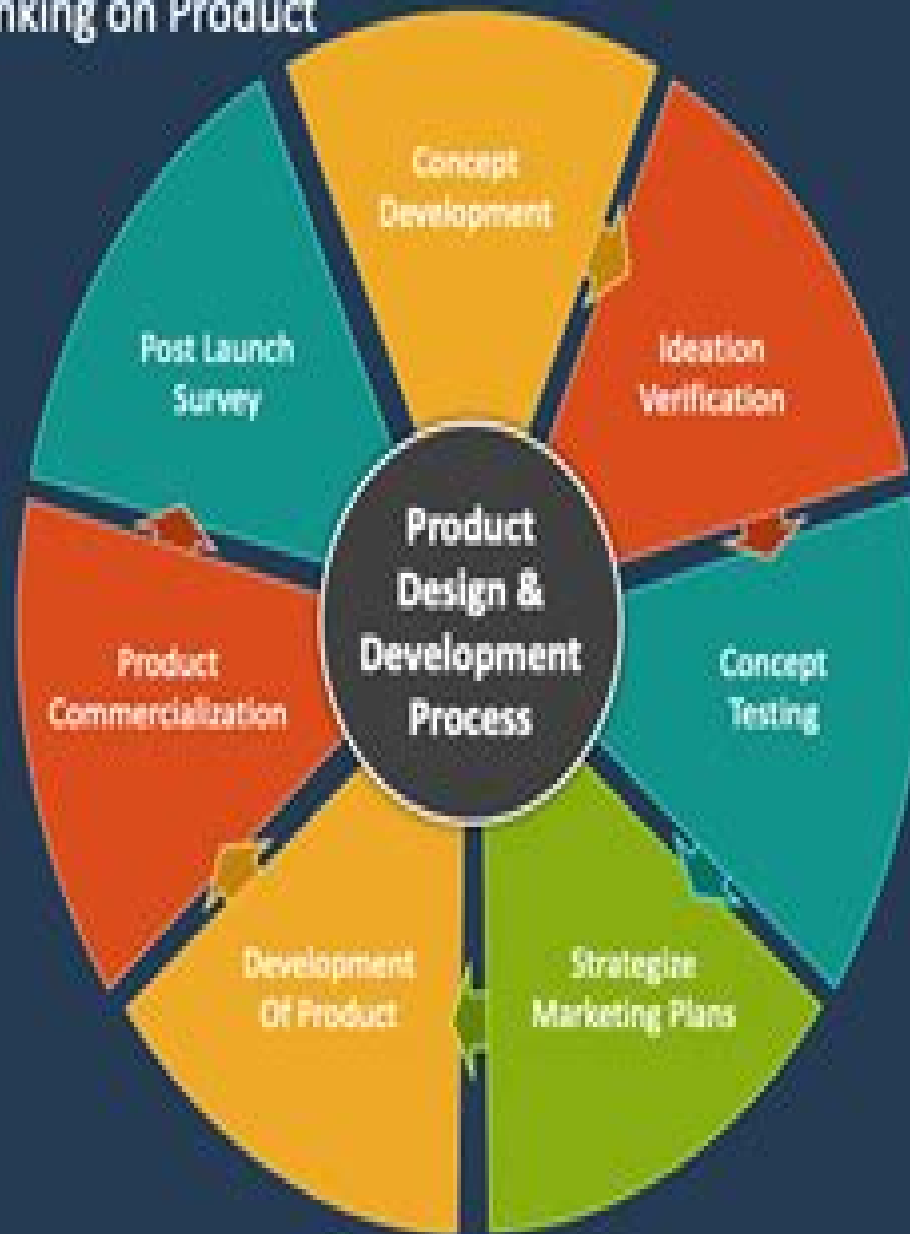 on Product
Concept
Development
Ideation
Verification
Concept
Testing
Strategize
Marketing Plans
Development
Of Product
Product
Commercialization
Post Launch
Survey
Product
Design &
Development
Process